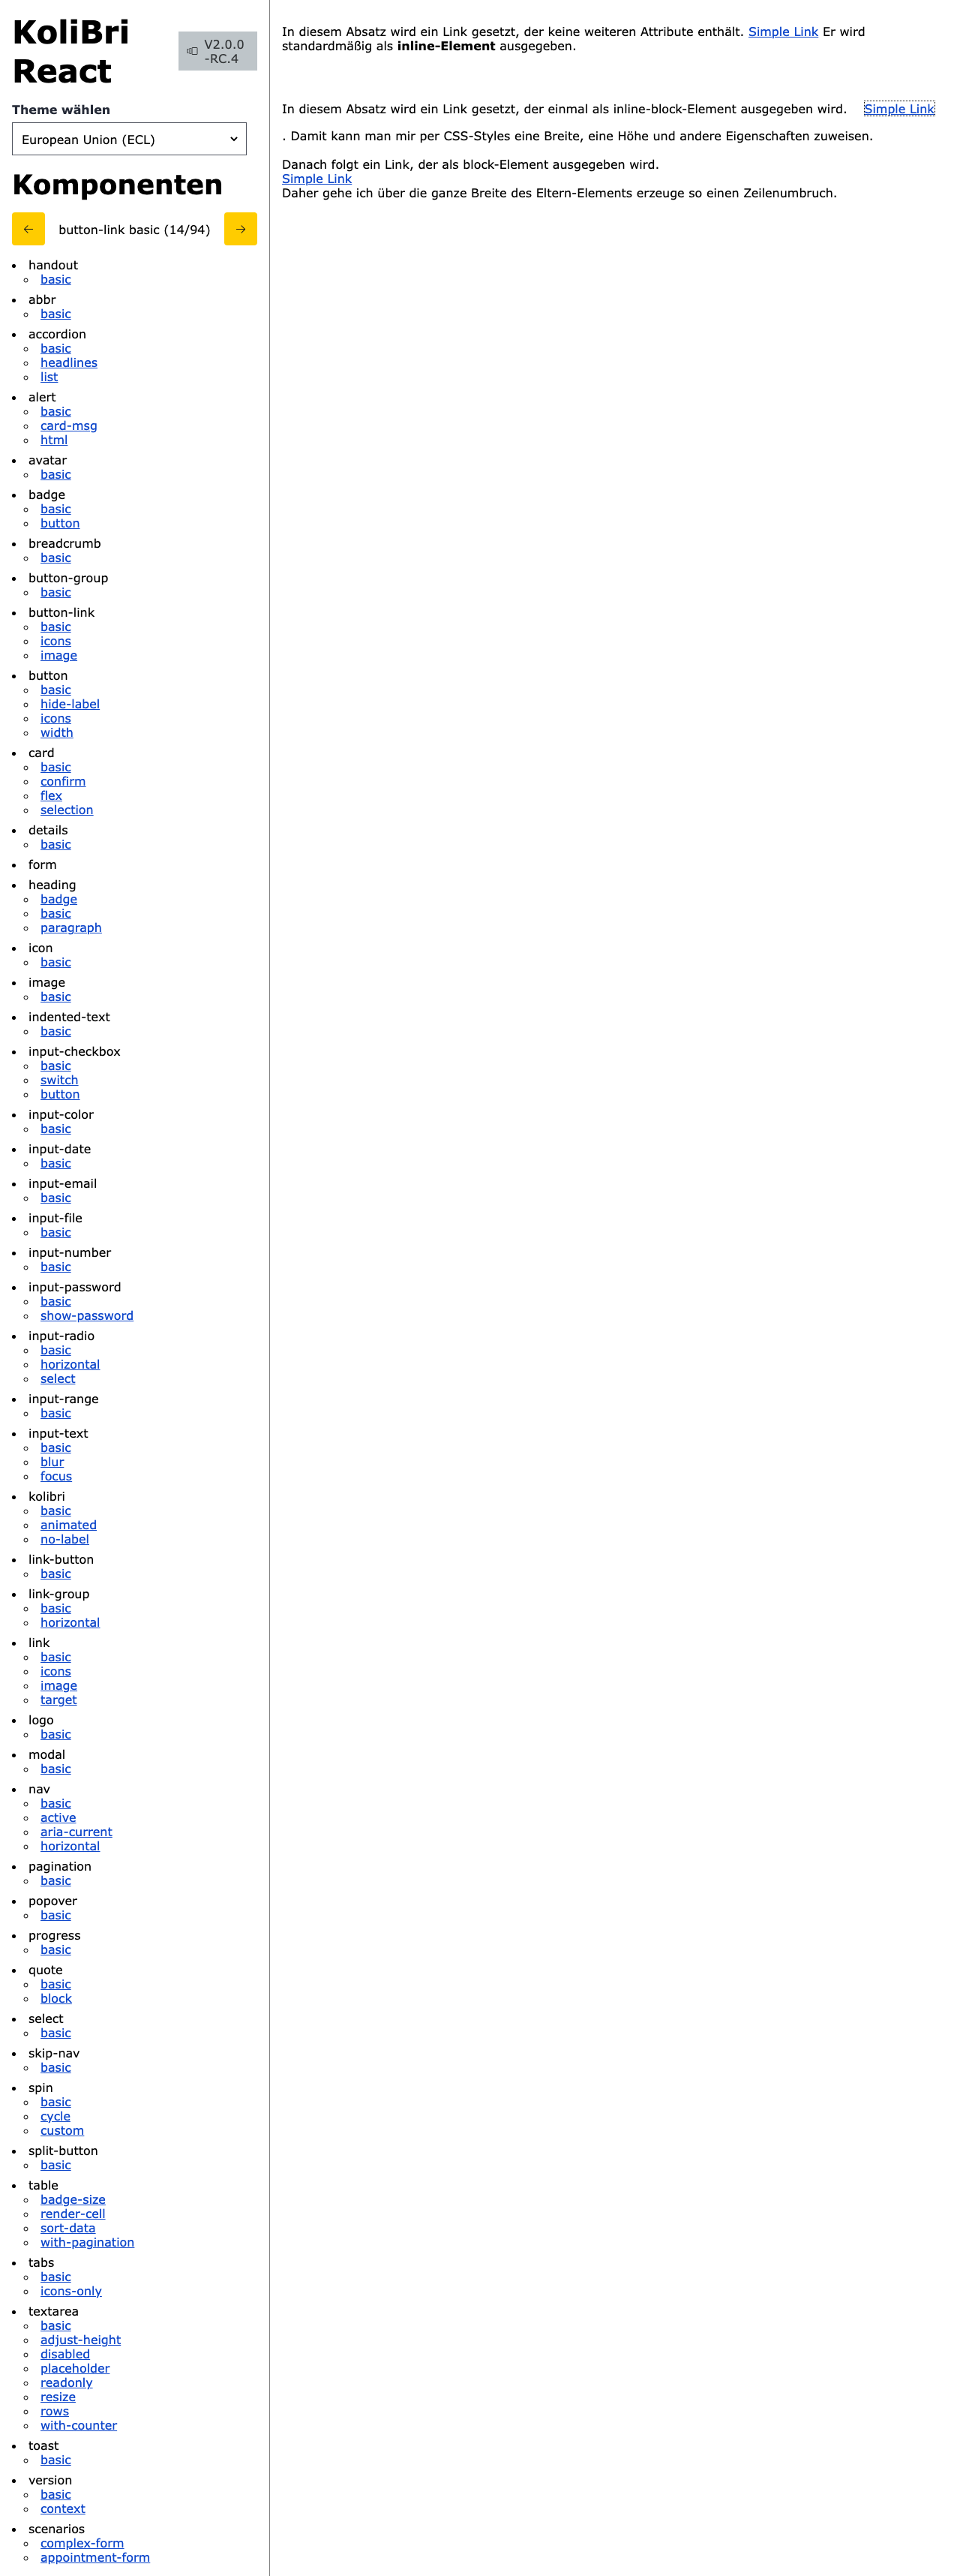 KoliBri
React
V2.0.0
-RC.4
Theme wählen
European Union (ECL)
Komponenten
button-link basic (14/94)
handout
basic
abbr
basic
accordion
basic
headlines
list
alert
basic
card-msg
html
avatar
basic
badge
basic
button
breadcrumb
basic
button-group
basic
button-link
basic
icons
image
button
basic
hide-label
icons
width
card
basic
confirm
flex
selection
details
basic
form
heading
badge
basic
paragraph
icon
basic
image
basic
indented-text
basic
input-checkbox
basic
switch
button
input-color
basic
input-date
basic
input-email
basic
input-file
basic
input-number
basic
input-password
basic
show-password
input-radio
basic
horizontal
select
input-range
basic
input-text
basic
blur
focus
kolibri
basic
animated
no-label
link-button
basic
link-group
basic
horizontal
link
basic
icons
image
target
logo
basic
modal
basic
nav
basic
active
aria-current
horizontal
pagination
basic
popover
basic
progress
basic
quote
basic
block
select
basic
skip-nav
basic
spin
basic
cycle
custom
split-button
basic
table
badge-size
render-cell
sort-data
with-pagination
tabs
basic
icons-only
textarea
basic
adjust-height
disabled
placeholder
readonly
resize
rows
with-counter
toast
basic
version
basic
context
scenarios
complex-form
appointment-form
In diesem Absatz wird ein Link gesetzt, der keine weiteren Attribute enthält. Simple Link Er wird
standardmäßig als inline-Element ausgegeben.
In diesem Absatz wird ein Link gesetzt, der einmal als inline-block-Element ausgegeben wird. Simple Link
. Damit kann man mir per CSS-Styles eine Breite, eine Höhe und andere Eigenschaften zuweisen.
Danach folgt ein Link, der als block-Element ausgegeben wird.
Simple Link
Daher gehe ich über die ganze Breite des Eltern-Elements erzeuge so einen Zeilenumbruch.